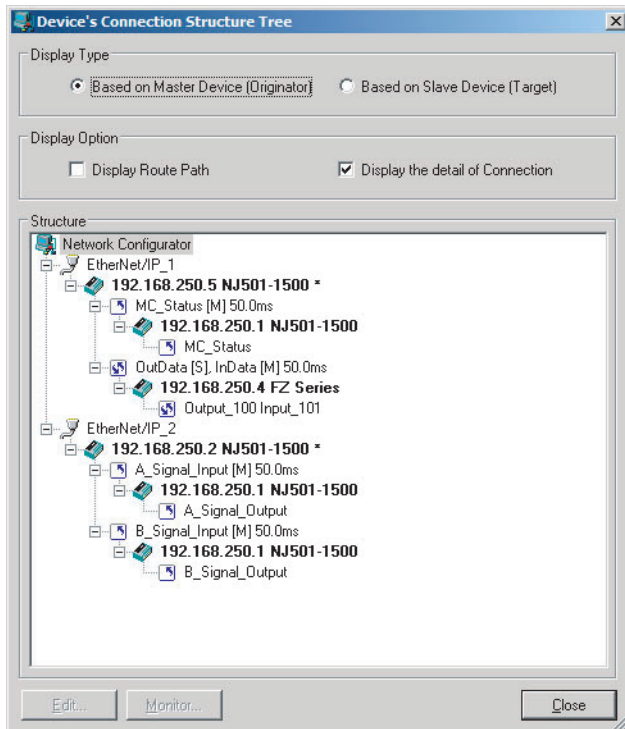 Device's Connection Structure Tree
Display Type
Based on Master Device (Originator)
Based on Slave Device (Target)
Display Option
Display Route Path
Display the detail of Connection
Structure
Network Configurator
EtherNet/IP_1
192.168.250.5 NJ501-1500 *
MC_Status [M] 50.0ms
192.168.250.1 NJ501-1500
MC_Status
OutData [S], InData [M] 50.0ms
192.168.250.4 FZ Series
Output_100 Input_101
EtherNet/IP_2
192.168.250.2 NJ501-1500 *
A_Signal_Input [M] 50.0ms
192.168.250.1 NJ501-1500
A_Signal_Output
B_Signal_Input [M] 50.0ms
192.168.250.1 NJ501-1500
B_Signal_Output
Edit...
Monitor...
Close